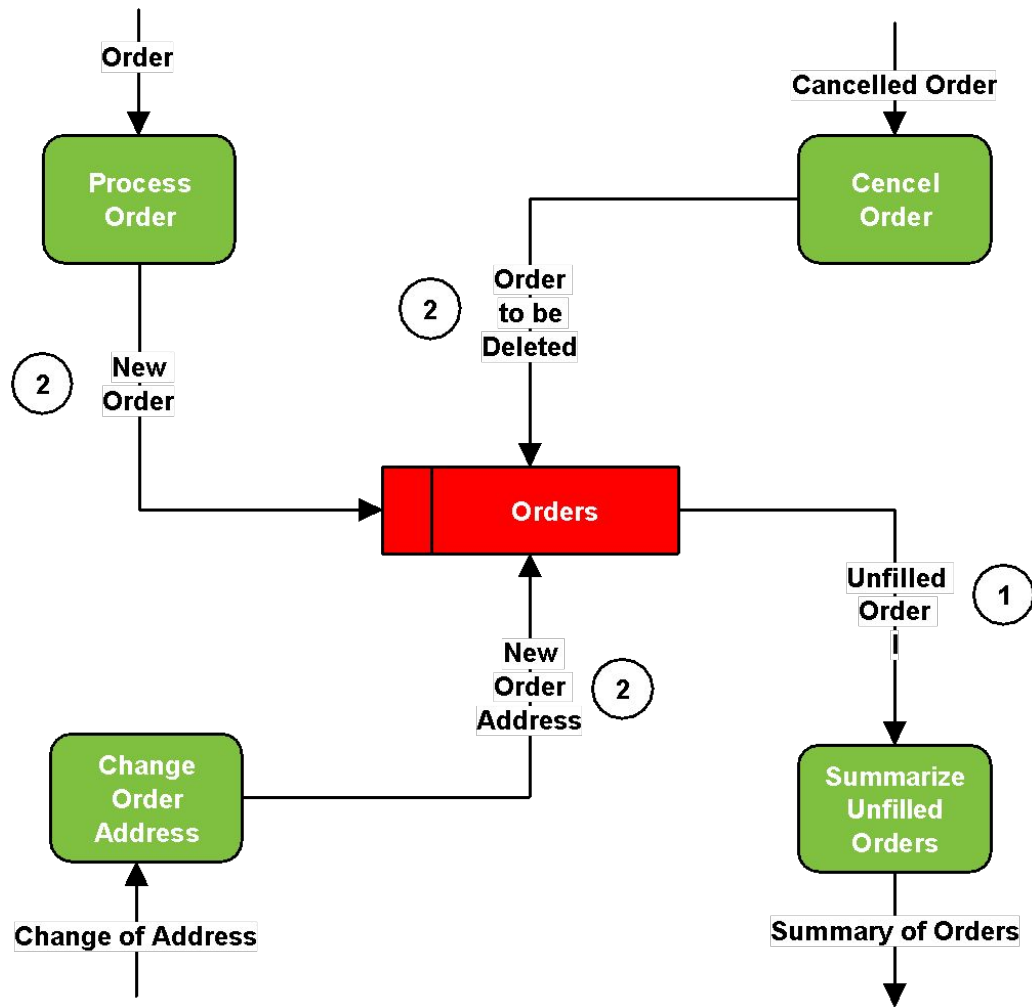 Order
Cancelled Order
Process
Order
Cencel
Order
2
New
Order
2
Order
to be
Deleted
Orders
Unfilled
Order
1
New
Order
Address
2
Change
Order
Address
Summarize
Unfilled
Orders
Change of Address
Summary of Orders